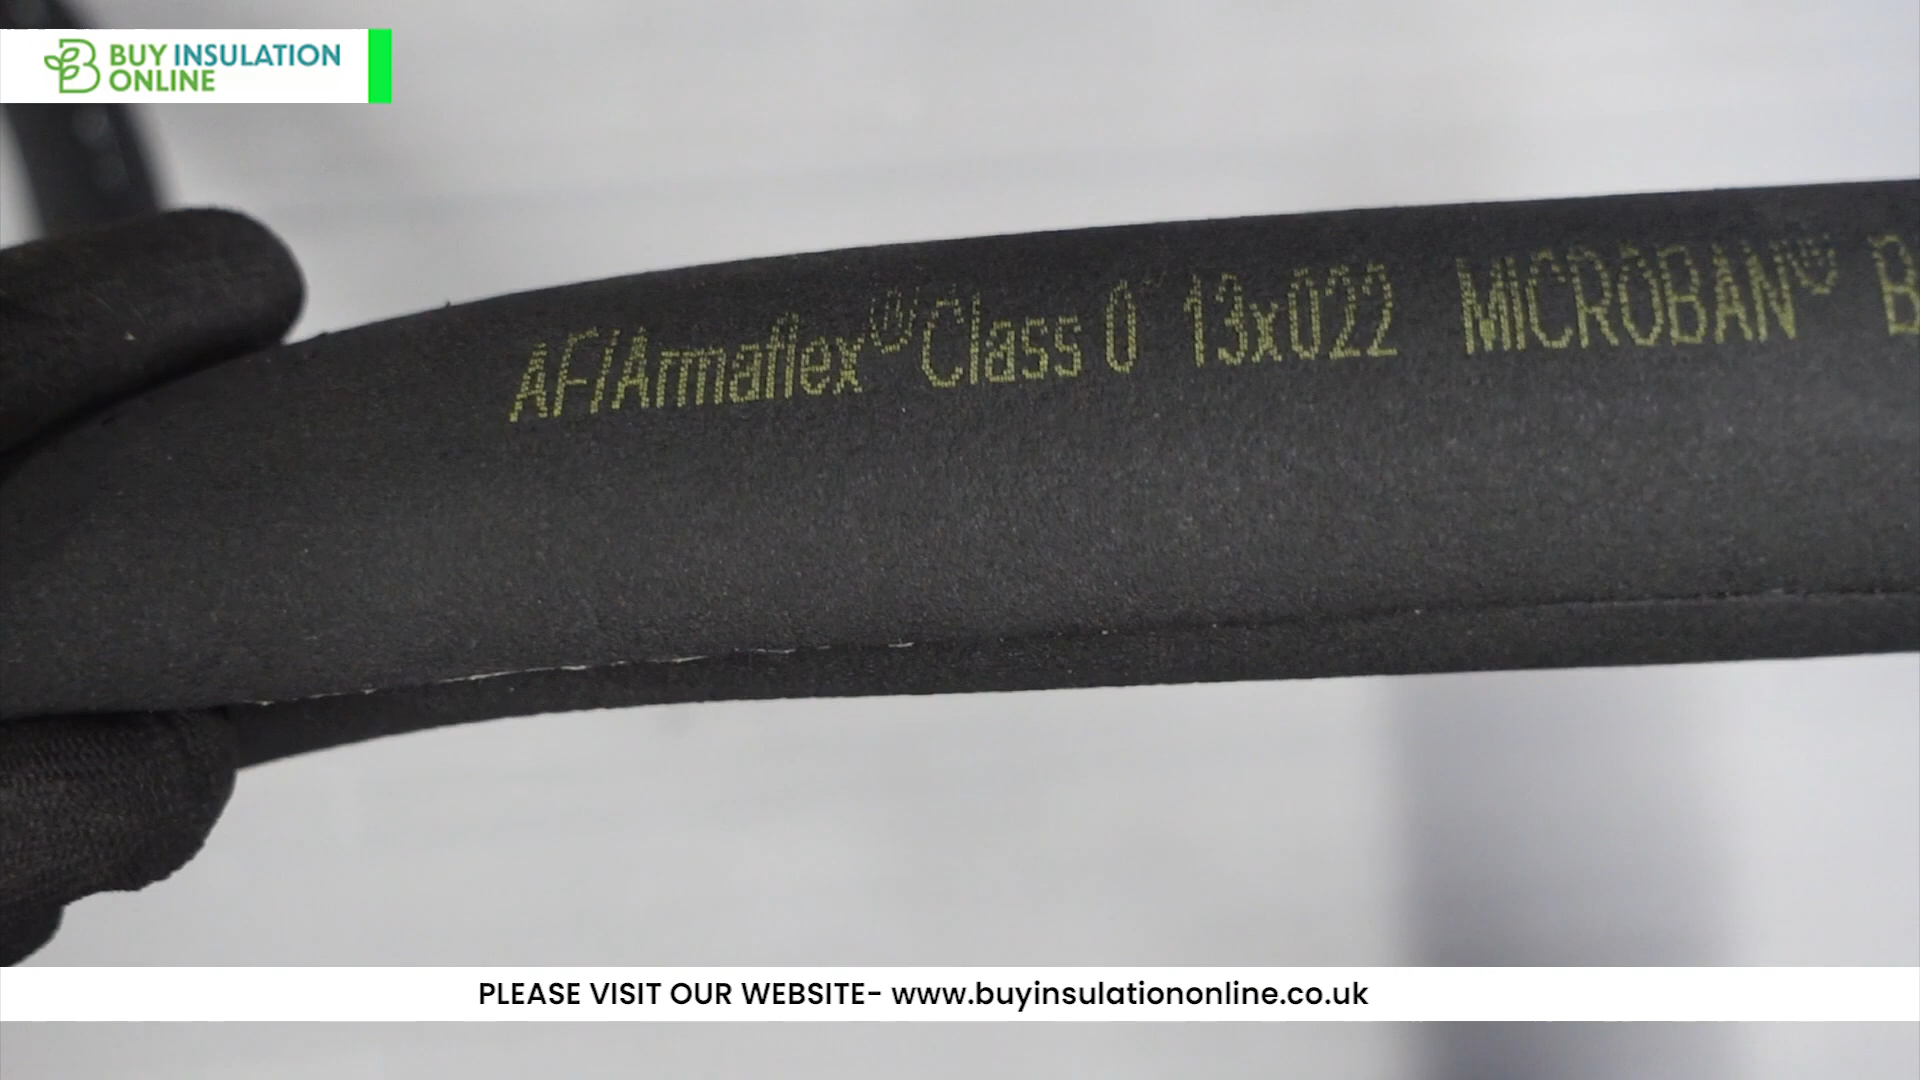 BUY INSULATION
ONLINE
AF/Armaflex® Class 0 13x022 MICROBAN®
PLEASE VISIT OUR WEBSITE- www.buyinsulationonline.co.uk